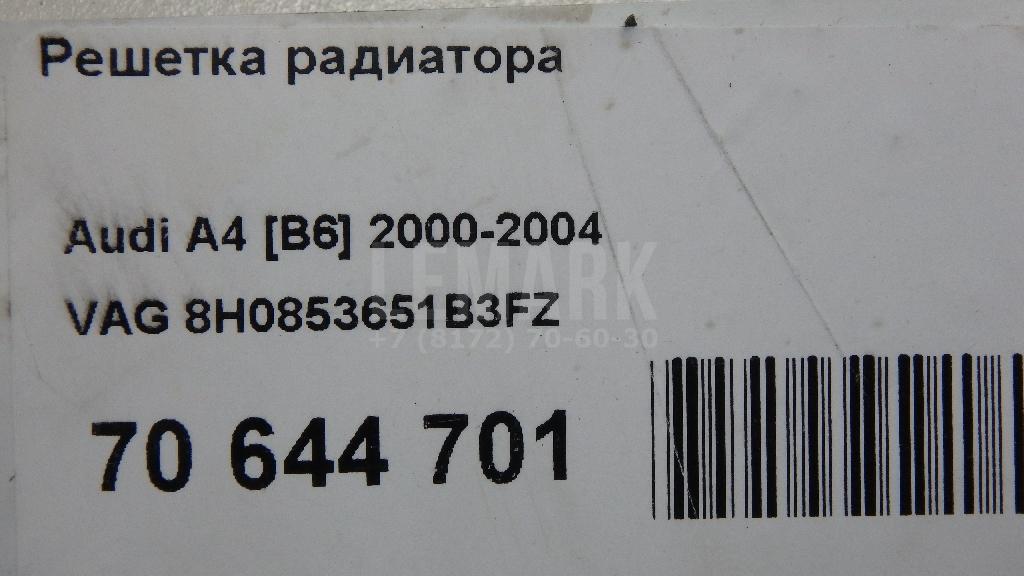 Решетка радиатора
Audi A4 [B6] 2000-2004
LEMARK
VAG 8H0853651B3FZ
+7 (8172) 70-60-30
70 644 701